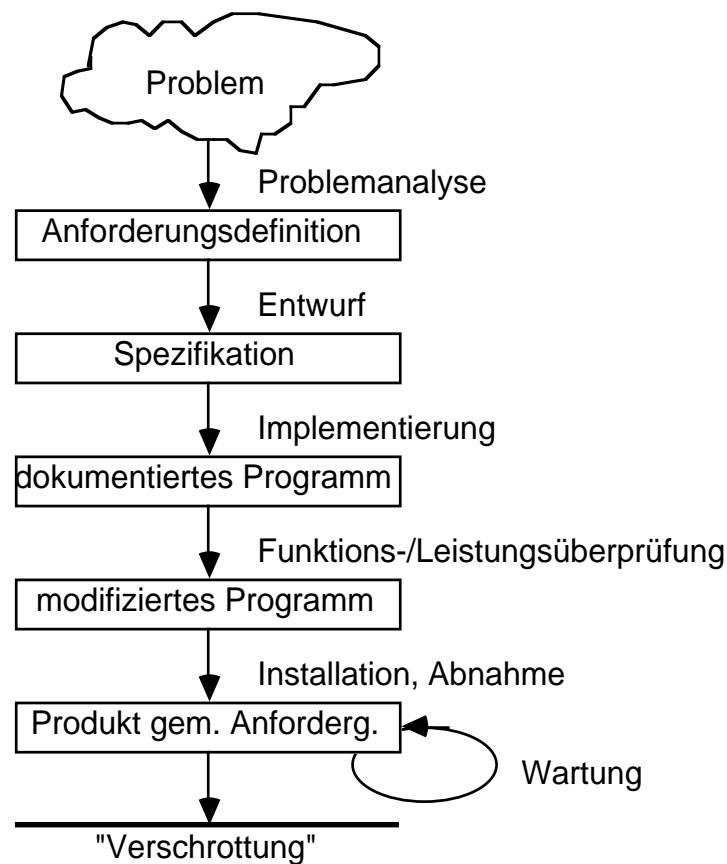 Problem
Problemanalyse
Anforderungsdefinition
Entwurf
Spezifikation
Implementierung
dokumentiertes Programm
Funktions-/Leistungsüberprüfung
modifiziertes Programm
Installation, Abnahme
Produkt gem. Anforderg.
Wartung
"Verschrottung"